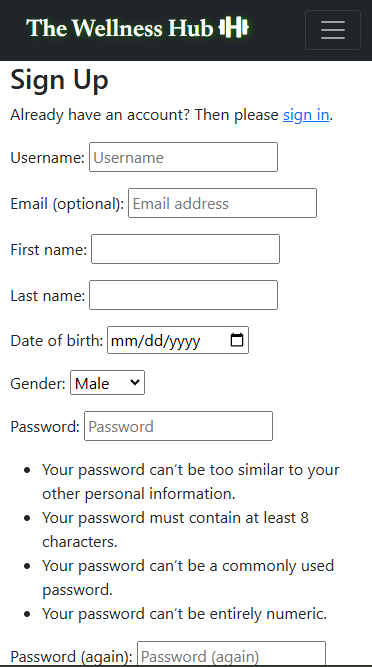 The Wellness Hub
Sign Up
Already have an account? Then please sign in.
Username: Username
Email (optional): Email address
First name:
Last name:
Date of birth: mm/dd/yyyy
Gender: Male
Password: Password
Your password can't be too similar to your
other personal information.
Your password must contain at least 8
characters.
Your password can't be a commonly used
password.
Your password can't be entirely numeric.
Password (again): Password (again)